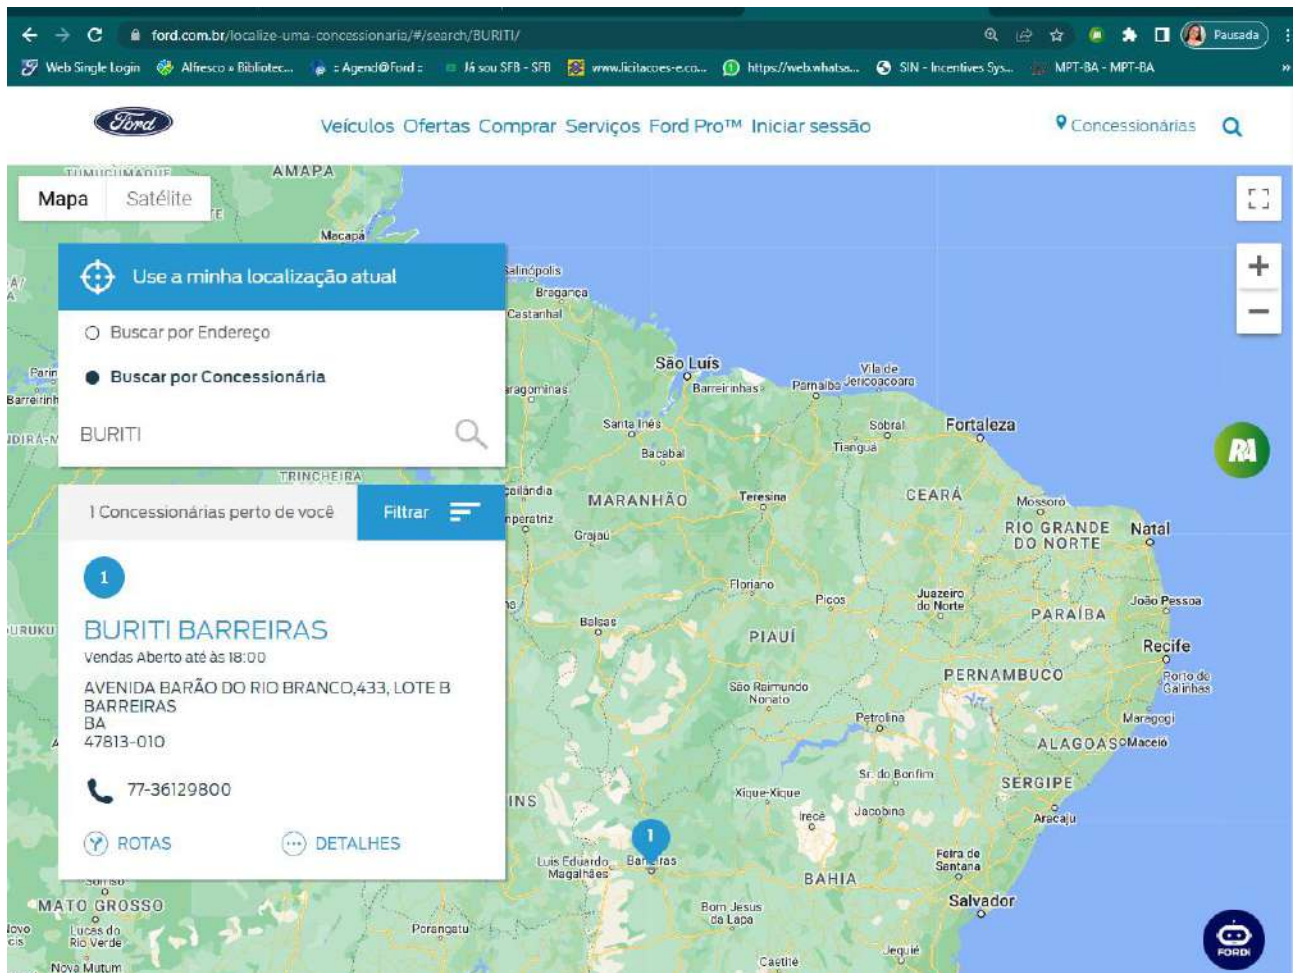 ford.com.br/localize-uma-concessionaria/#/search/BURITI/
Pausada
Web Single Login
Alfresco » Bibliotec...
:: Agend@Ford ::
Já sou SFB - SFB
www.licitacoes-e.co...
https://web.whatsa...
SIN - Incentives Sys...
MPT-BA - MPT-BA
»
Ford
Veículos Ofertas Comprar Serviços Ford Pro™ Iniciar sessão
Concessionárias
TUMUCUMAQUE
AMAPÁ
Mapa
Satélite
Macapá
Use a minha localização atual
Salinópolis
Bragança
Castanhal
Buscar por Endereço
Buscar por Concessionária
São Luís
Barreirinhas
Parnaíba
Vila de
Jericoacoara
BURITI
Santa Inês
Bacabal
Sobral
Tianguá
Fortaleza
RA
TRINCHEIRA
1 Concessionárias perto de você
Filtrar
MARANHÃO
Teresina
CEARÁ
Mossoró
Grajaú
RIO GRANDE
DO NORTE
Natal
1
Floriano
Picos
Juazeiro
do Norte
PARAÍBA
João Pessoa
BURITI BARREIRAS
Vendas Aberto até às 18:00
Balsas
PIAUÍ
Recife
AVENIDA BARÃO DO RIO BRANCO,433, LOTE B
BARREIRAS
BA
47813-010
São Raimundo
Nonato
PERNAMBUCO
Porto de
Galinhas
Petrolina
Maragogi
ALAGOAS
Maceió
77-36129800
Sr. do Bonfim
SERGIPE
Xique-Xique
Irecê
Jacobina
Aracaju
ROTAS
DETALHES
1
Luís Eduardo
Magalhães
Barreiras
Feira de
Santana
BAHIA
Sorriso
MATO GROSSO
Lucas do
Rio Verde
Porangatu
Bom Jesus
da Lapa
Salvador
Nova Mutum
Caetité
Jequié
FORDI